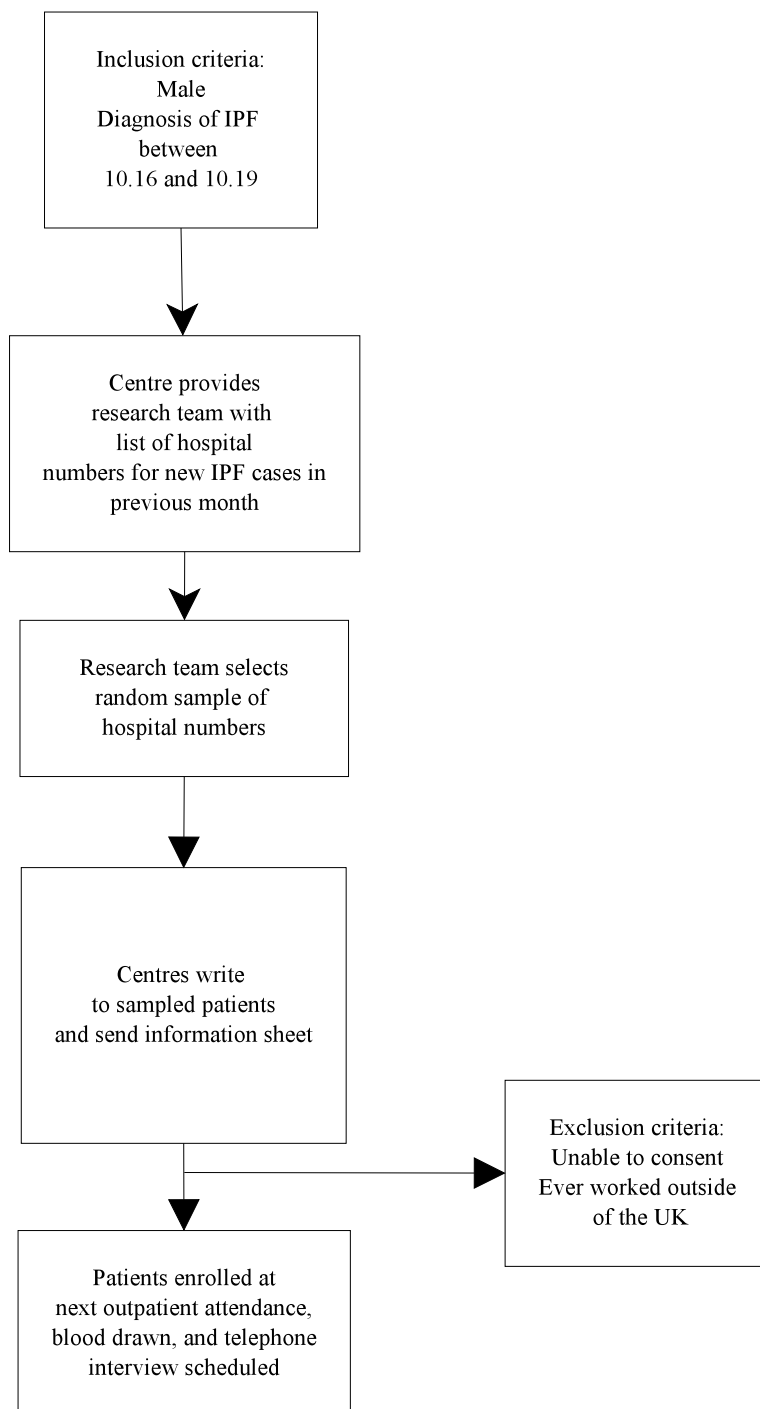 Inclusion criteria:
Male
Diagnosis of IPF
between
10.16 and 10.19
Centre provides
research team with
list of hospital
numbers for new IPF cases in
previous month
Research team selects
random sample of
hospital numbers
Centres write
to sampled patients
and send information sheet
Exclusion criteria:
Unable to consent
Ever worked outside
of the UK
Patients enrolled at
next outpatient attendance,
blood drawn, and telephone
interview scheduled